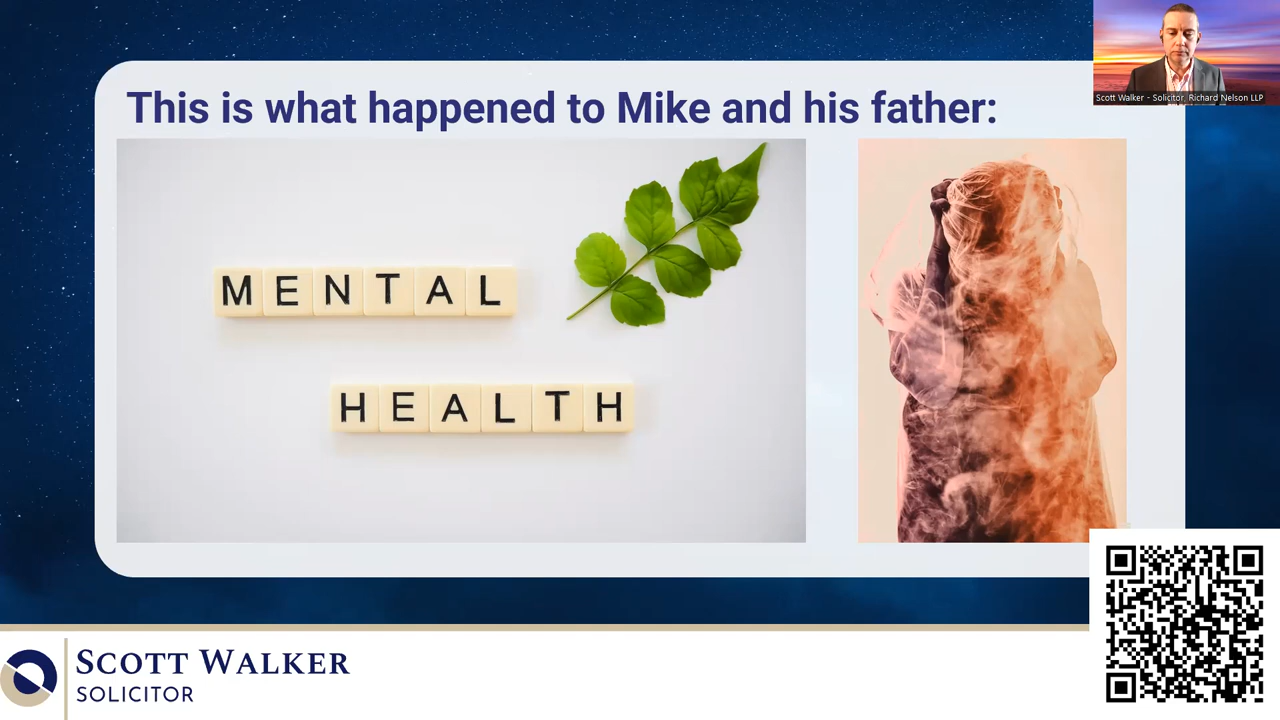 This is what happened to Mike and his father:
Scott Walker - Solicitor, Richard Nelson LLP
MENTAL
HEALTH
SCOTT WALKER
SOLICITOR